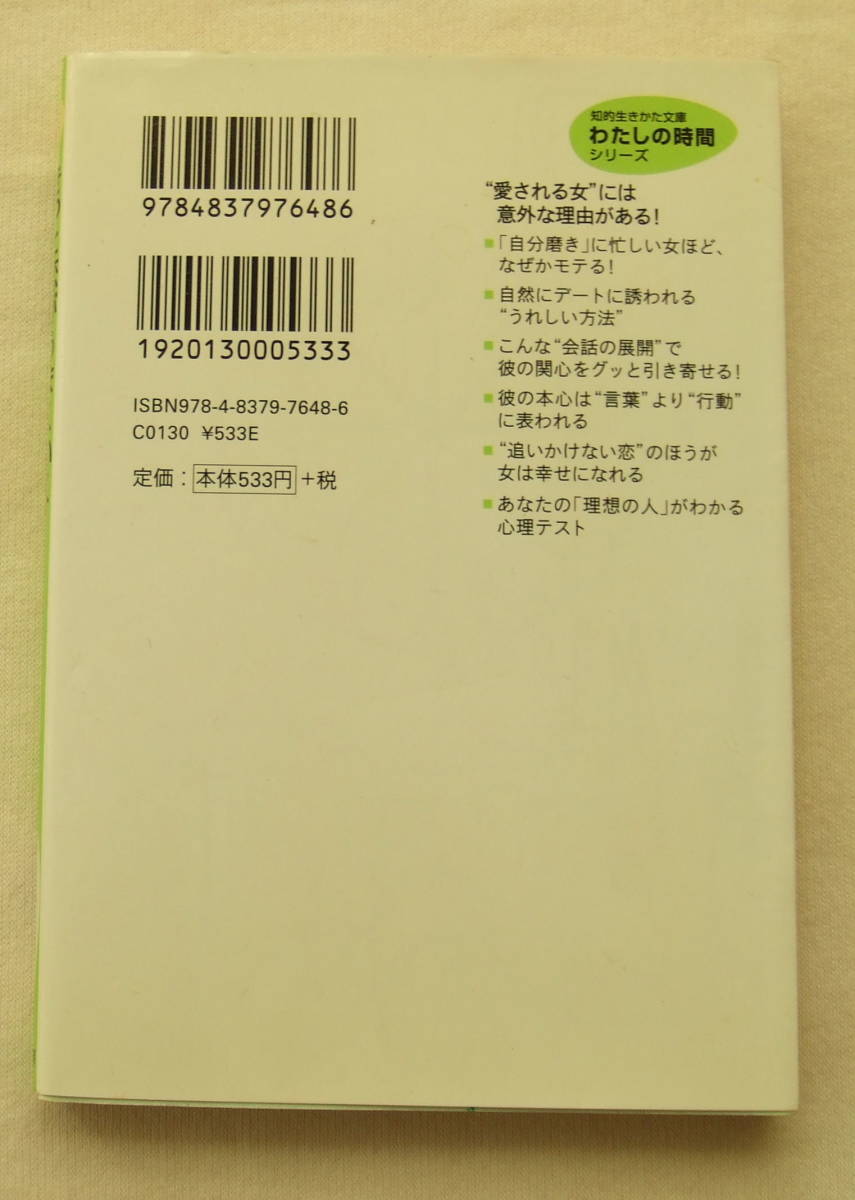 9784837976486
1920130005333
ISBN978-4-8379-7648-6
C0130 ¥533E
定価：本体533円+税
知的生きかた文庫
わたしの時間
シリーズ
“愛される女”には
意外な理由がある！
■「自分磨き」に忙しい女ほど、
なぜかモテる！
■自然にデートに誘われる
“うれしい方法”
■こんな“会話の展開”で
彼の関心をグッと引き寄せる！
■彼の本心は“言葉”より“行動”
に表われる
■“追いかけない恋”のほうが
女は幸せになれる
■あなたの「理想の人」がわかる
心理テスト